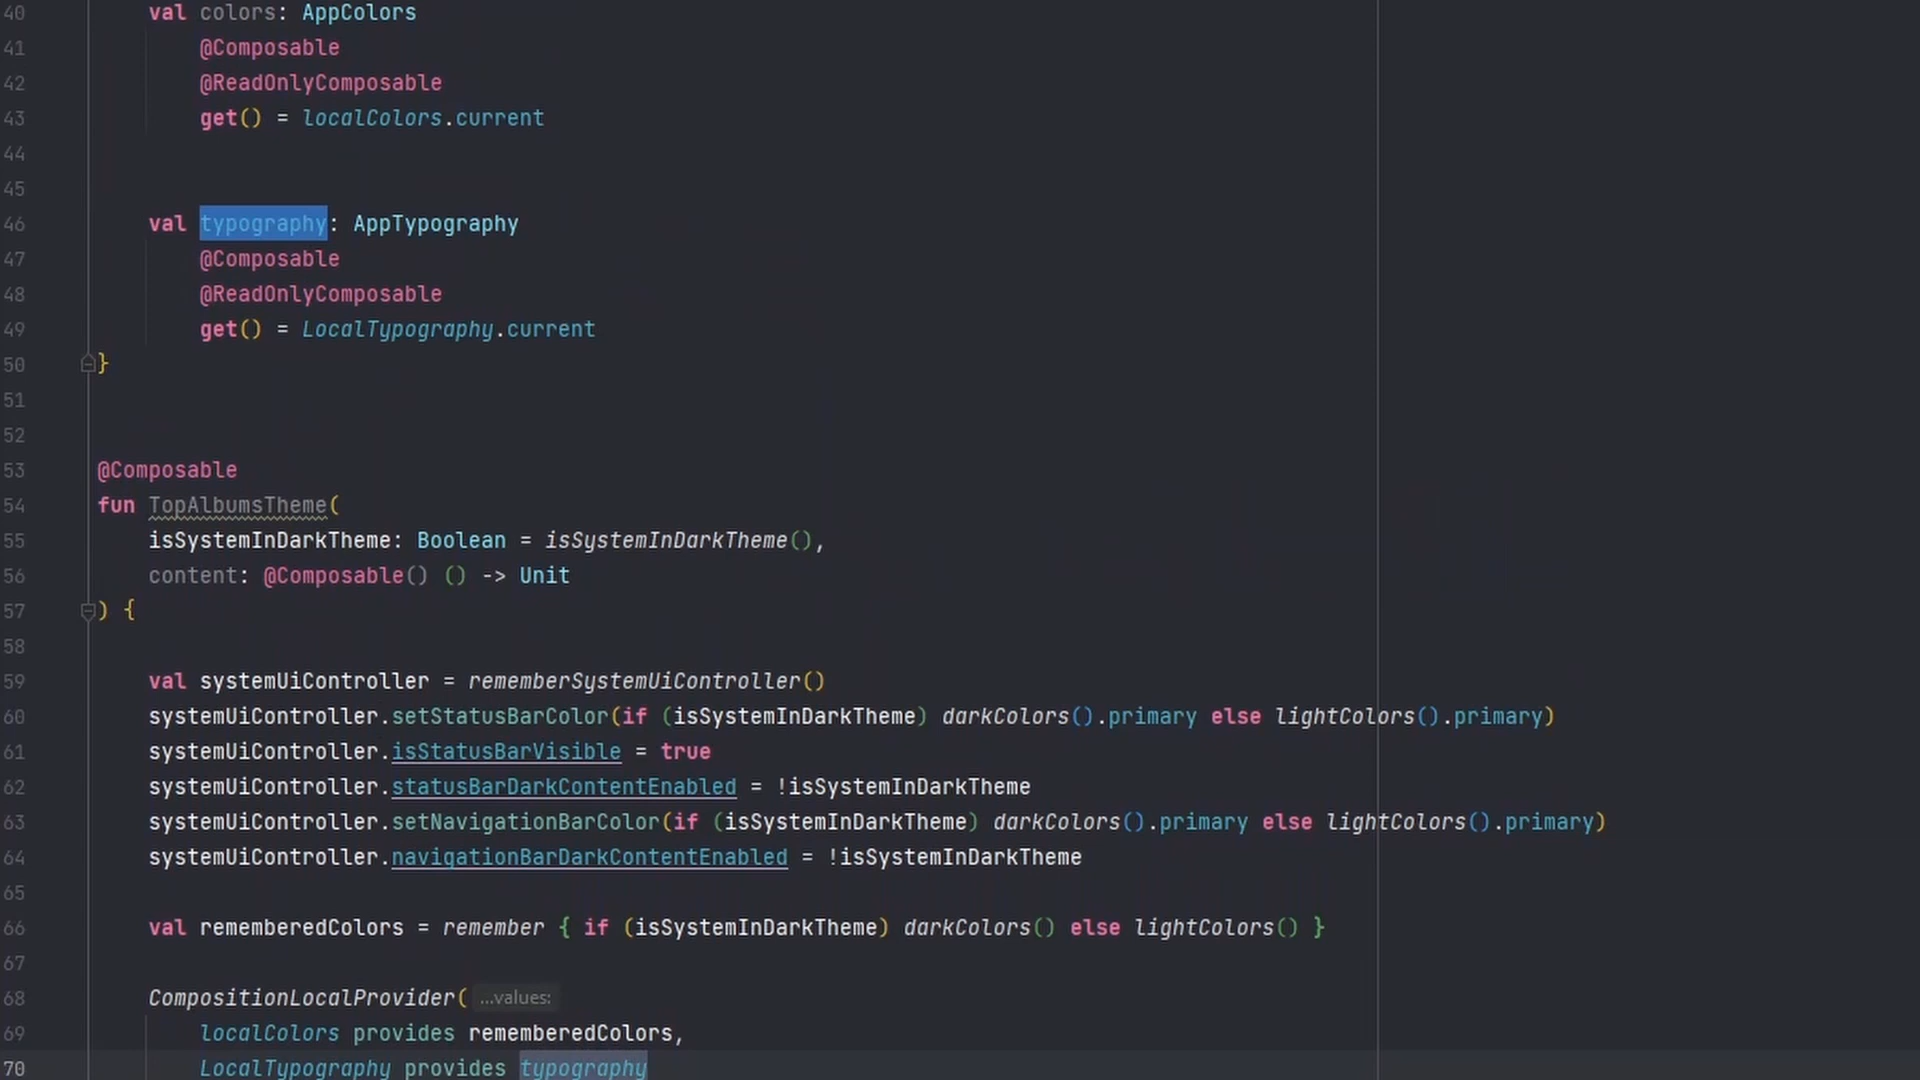 40 val colors: AppColors
41 @Composable
42 @ReadOnlyComposable
43 get() = localColors.current
44
45
46 val typography: AppTypography
47 @Composable
48 @ReadOnlyComposable
49 get() = LocalTypography.current
50 }
51
52
53 @Composable
54 fun TopAlbumsTheme(
55 isSystemInDarkTheme: Boolean = isSystemInDarkTheme(),
56 content: @Composable() () -> Unit
57 ) {
58
59 val systemUiController = rememberSystemUiController()
60 systemUiController.setStatusBarColor(if (isSystemInDarkTheme) darkColors().primary else lightColors().primary)
61 systemUiController.isStatusBarVisible = true
62 systemUiController.statusBarDarkContentEnabled = !isSystemInDarkTheme
63 systemUiController.setNavigationBarColor(if (isSystemInDarkTheme) darkColors().primary else lightColors().primary)
64 systemUiController.navigationBarDarkContentEnabled = !isSystemInDarkTheme
65
66 val rememberedColors = remember { if (isSystemInDarkTheme) darkColors() else lightColors() }
67
68 CompositionLocalProvider( ...values:
69 localColors provides rememberedColors,
70 LocalTypography provides typography